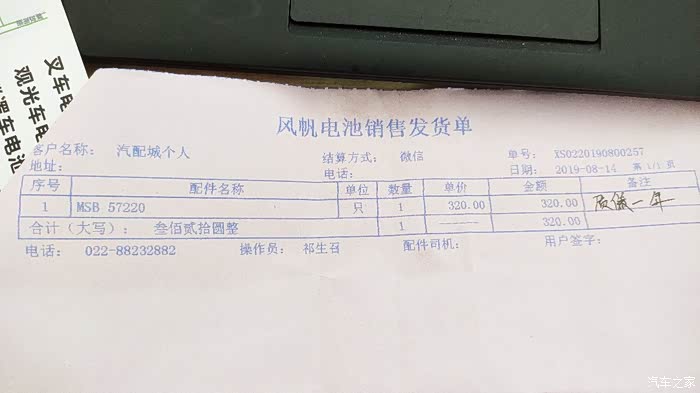 叉车电
观光车电
车电池
风帆电池销售发货单
客户名称： 汽配城个人 结算方式： 微信 单号： XS0220190800257
地址： 电话： 日期： 2019-08-14 第 1/1 页
序号 配件名称 单位 数量 单价 金额 备注
1 MSB 57220 只 1 320.00 320.00 质保一年
合计（大写）： 叁佰贰拾圆整 1 320.00
电话： 022-88232882 操作员： 祁生召 配件司机： 用户签字：
汽车之家